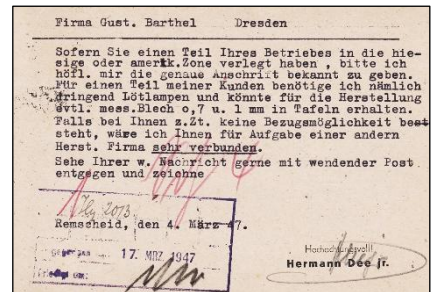 Firma Gust. Barthel Dresden
Sofern Sie einen Teil Ihres Betriebes in die hie-
sige oder amerik.Zone verlegt haben , bitte ich
höfl. mir die genaue Anschrift bekannt zu geben.
Für einen Teil meiner Kunden benötige ich nämlich
dringend Lötlampen und könnte für die Herstellung
evtl. mess.Blech 0,7 u. 1 mm in Tafeln erhalten.
Falls bei Ihnen z.Zt. keine Bezugsmöglichkeit best
steht, wäre ich Ihnen für Aufgabe einer andern
Herst. Firma sehr verbunden.
Sehe Ihrer w. Nachricht gerne mit wendender Post
entgegen und zeichne
Remscheid, den 4. März 47.
17. MRZ 1947
Hochachtungsvoll!
Hermann Dee jr.